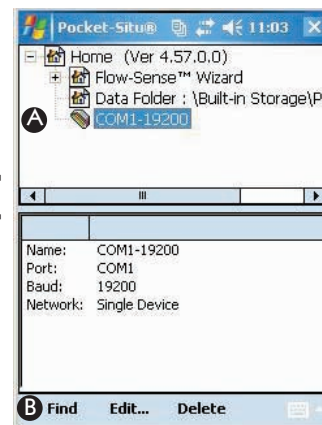 Pocket-Situ® 11:03 X
Home (Ver 4.57.0.0)
Flow-Sense™ Wizard
Data Folder : \Built-in Storage\P
A COM1-19200
Name: COM1-19200
Port: COM1
Baud: 19200
Network: Single Device
B Find Edit... Delete